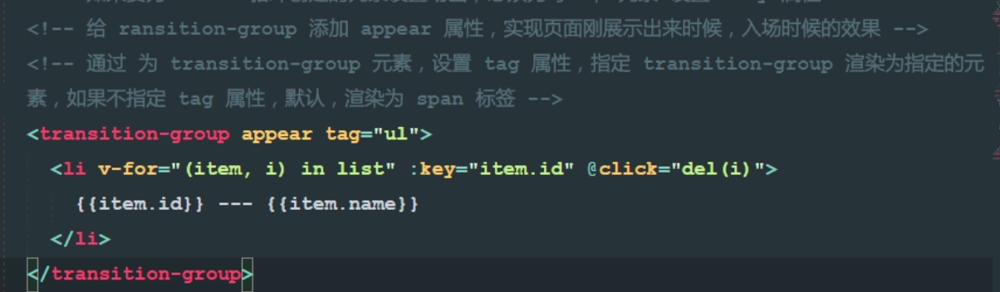 <!-- 给 ransition-group 添加 appear 属性，实现页面刚展示出来时候，入场时候的效果 -->
<!-- 通过 为 transition-group 元素，设置 tag 属性，指定 transition-group 渲染为指定的元
素，如果不指定 tag 属性，默认，渲染为 span 标签 -->
<transition-group appear tag="ul">
<li v-for="(item, i) in list" :key="item.id" @click="del(i)">
{{item.id}} --- {{item.name}}
</li>
</transition-group>